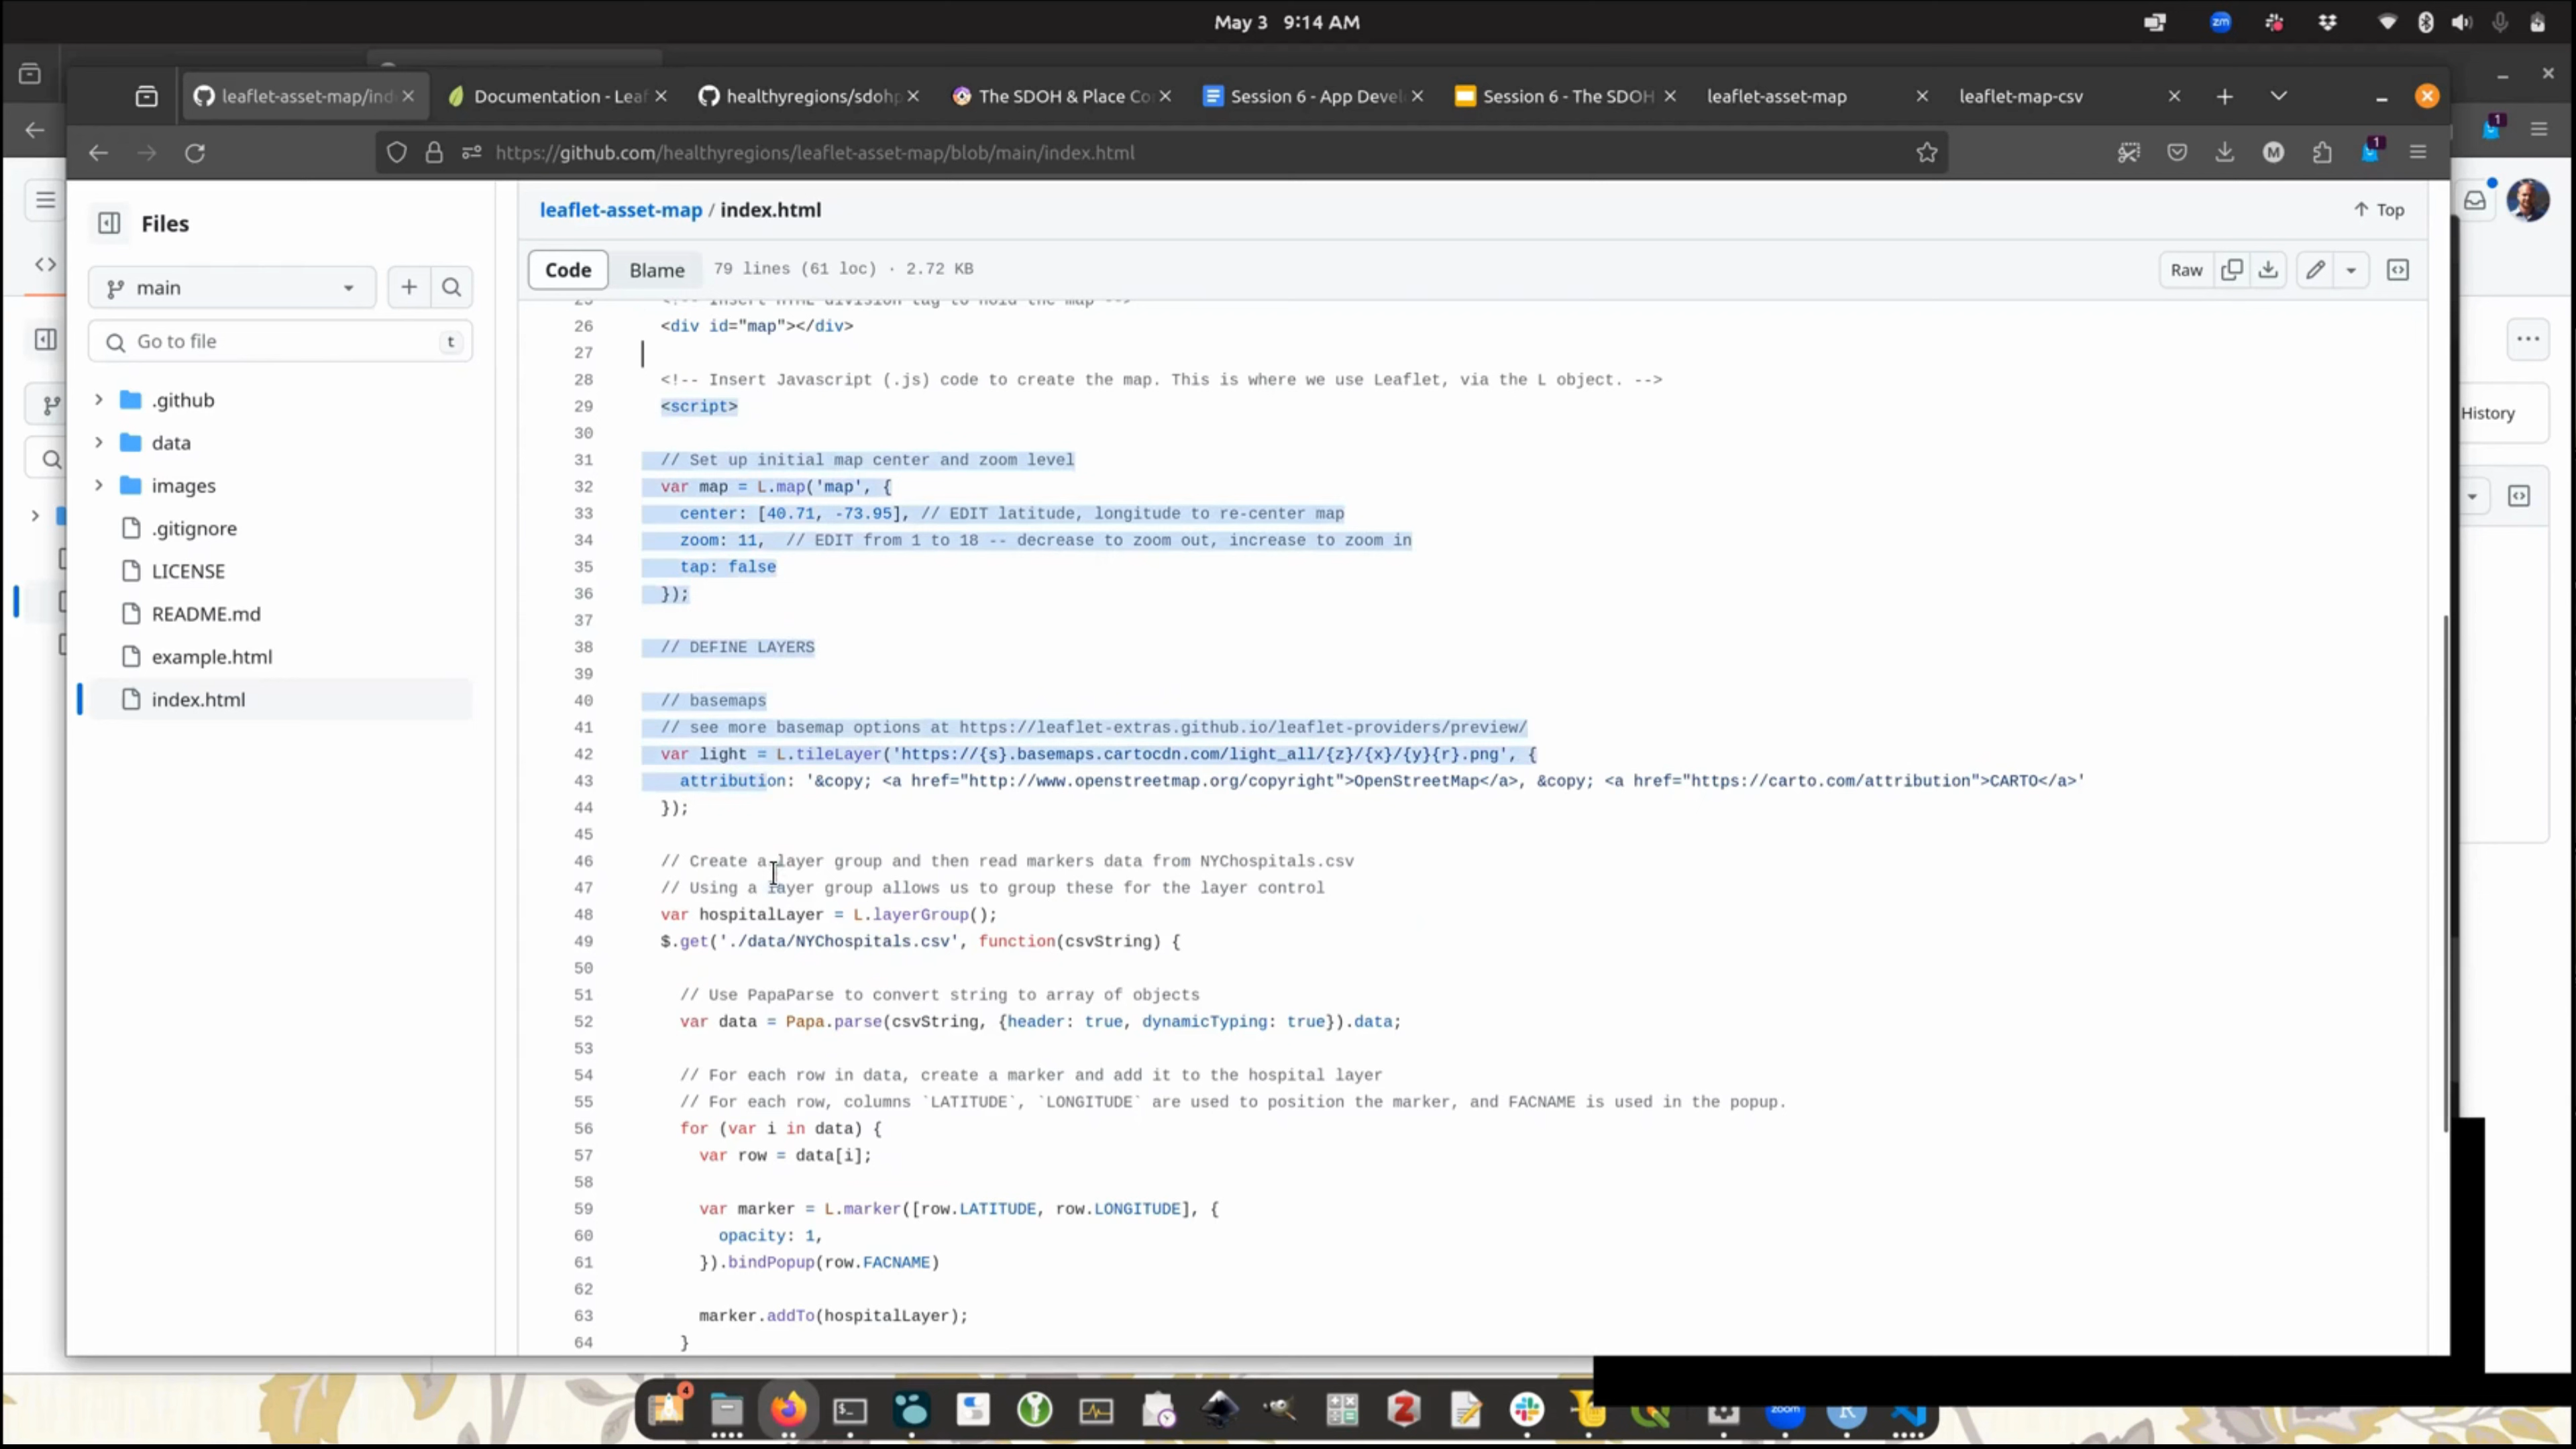 May 3 9:14 AM
zm
leaflet-asset-map/ind
Documentation - Leaf
healthyregions/sdohp
The SDOH & Place Co
Session 6 - App Devel
Session 6 - The SDOH
leaflet-asset-map
leaflet-map-csv
https://github.com/healthyregions/leaflet-asset-map/blob/main/index.html
M
1
1
Files
leaflet-asset-map / index.html
Top
main
Code
Blame
79 lines (61 loc) · 2.72 KB
Raw
Go to file
t
.github
data
images
.gitignore
LICENSE
README.md
example.html
index.html
History
25 <!-- Insert HTML division tag to hold the map -->
26 <div id="map"></div>
27
28 <!-- Insert Javascript (.js) code to create the map. This is where we use Leaflet, via the L object. -->
29 <script>
30
31 // Set up initial map center and zoom level
32 var map = L.map('map', {
33 center: [40.71, -73.95], // EDIT latitude, longitude to re-center map
34 zoom: 11, // EDIT from 1 to 18 -- decrease to zoom out, increase to zoom in
35 tap: false
36 });
37
38 // DEFINE LAYERS
39
40 // basemaps
41 // see more basemap options at https://leaflet-extras.github.io/leaflet-providers/preview/
42 var light = L.tileLayer('https://{s}.basemaps.cartocdn.com/light_all/{z}/{x}/{y}{r}.png', {
43 attribution: '&copy; <a href="http://www.openstreetmap.org/copyright">OpenStreetMap</a>, &copy; <a href="https://carto.com/attribution">CARTO</a>'
44 });
45
46 // Create a layer group and then read markers data from NYChospitals.csv
47 // Using a layer group allows us to group these for the layer control
48 var hospitalLayer = L.layerGroup();
49 $.get('./data/NYChospitals.csv', function(csvString) {
50
51 // Use PapaParse to convert string to array of objects
52 var data = Papa.parse(csvString, {header: true, dynamicTyping: true}).data;
53
54 // For each row in data, create a marker and add it to the hospital layer
55 // For each row, columns `LATITUDE`, `LONGITUDE` are used to position the marker, and FACNAME is used in the popup.
56 for (var i in data) {
57 var row = data[i];
58
59 var marker = L.marker([row.LATITUDE, row.LONGITUDE], {
60 opacity: 1,
61 }).bindPopup(row.FACNAME)
62
63 marker.addTo(hospitalLayer);
64 }
4
Z
zoom
R